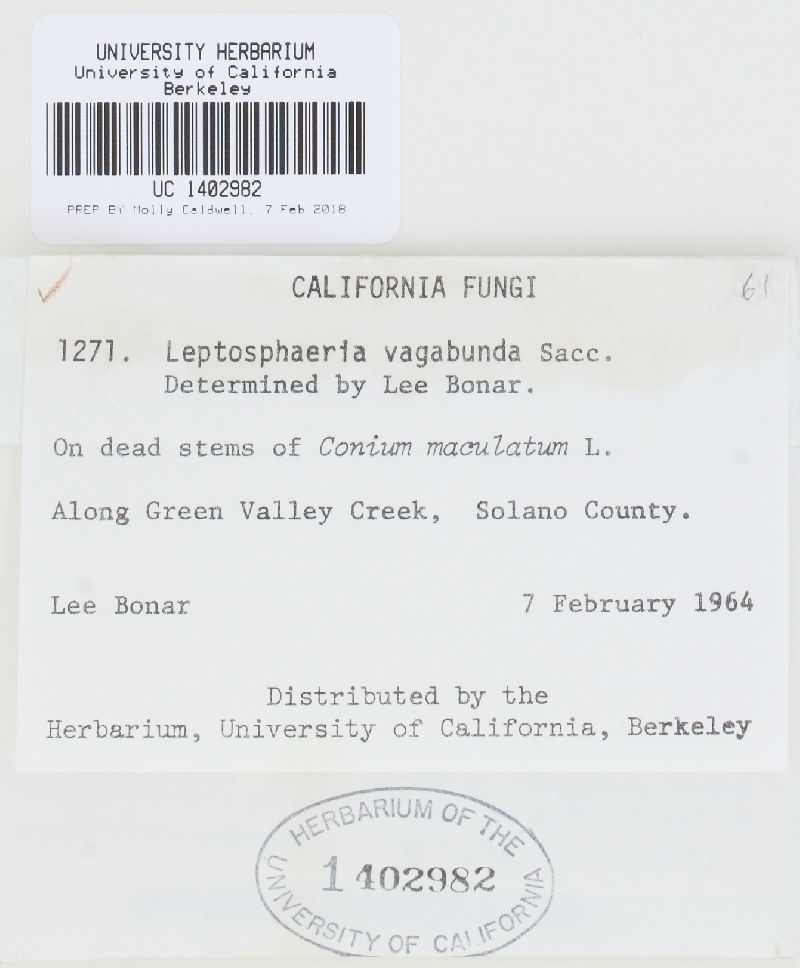 UNIVERSITY HERBARIUM
University of California
Berkeley
UC 1402982
PREP BY Molly Caldwell, 7 Feb 2018
CALIFORNIA FUNGI 61
1271. Leptosphaeria vagabunda Sacc.
Determined by Lee Bonar.
On dead stems of Conium maculatum L.
Along Green Valley Creek, Solano County.
Lee Bonar 7 February 1964
Distributed by the
Herbarium, University of California, Berkeley
HERBARIUM OF THE
1402982
UNIVERSITY OF CALIFORNIA